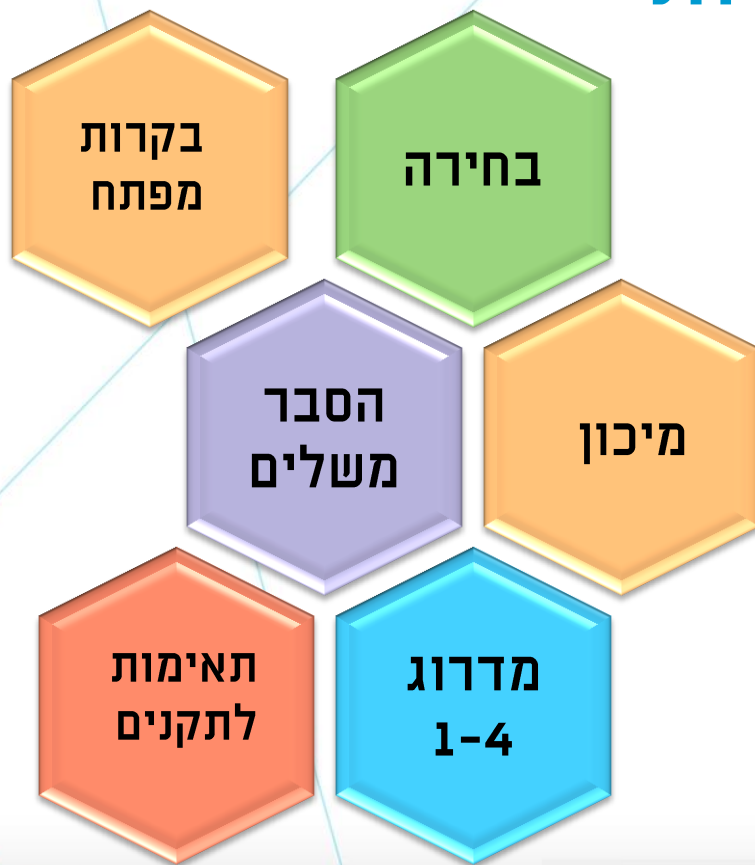 בחירה
בקרות
מפתח
מיכון
הסבר
משלים
מדרוג
1-4
תאימות
לתקנים